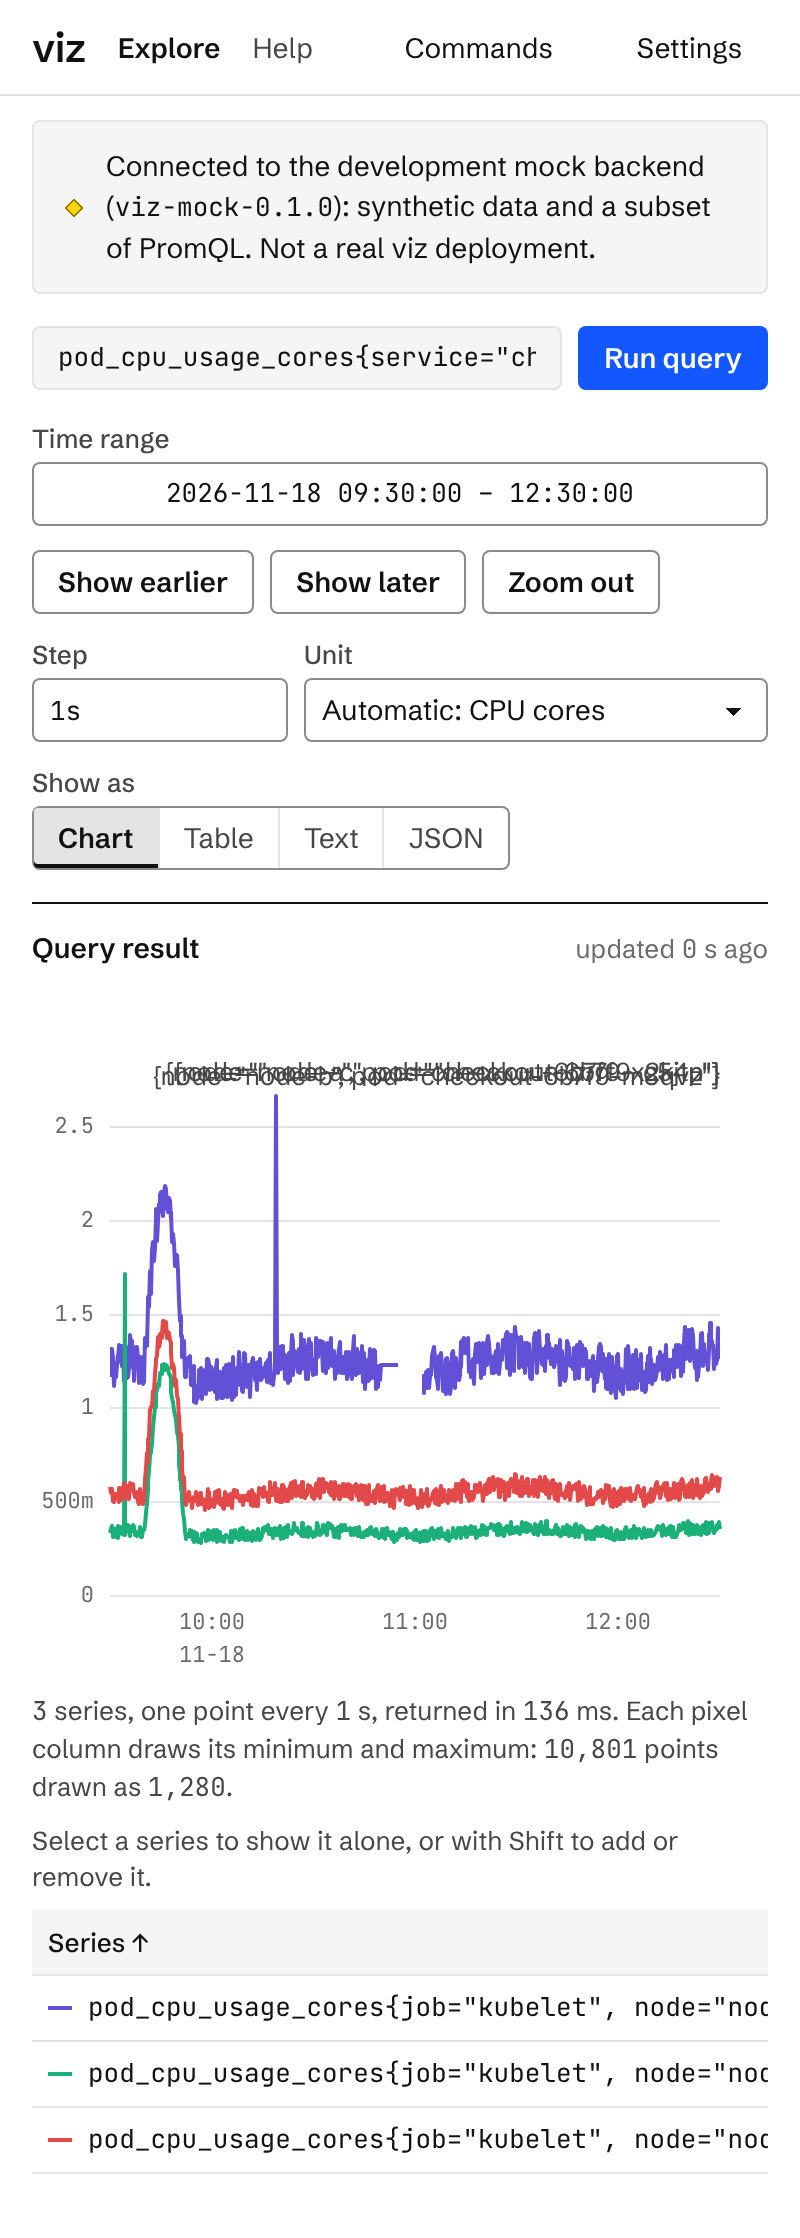 viz Explore Help Commands Settings
Connected to the development mock backend
(viz-mock-0.1.0): synthetic data and a subset
of PromQL. Not a real viz deployment.
pod_cpu_usage_cores{service="ch
Run query
Time range
2026-11-18 09:30:00 – 12:30:00
Show earlier
Show later
Zoom out
Step
Unit
1s
Automatic: CPU cores
Show as
Chart
Table
Text
JSON
Query result
updated 0 s ago
2.5
2
1.5
1
500m
0
10:00
11:00
12:00
11-18
3 series, one point every 1 s, returned in 136 ms. Each pixel
column draws its minimum and maximum: 10,801 points
drawn as 1,280.
Select a series to show it alone, or with Shift to add or
remove it.
Series ↑
pod_cpu_usage_cores{job="kubelet", node="nod
pod_cpu_usage_cores{job="kubelet", node="nod
pod_cpu_usage_cores{job="kubelet", node="nod